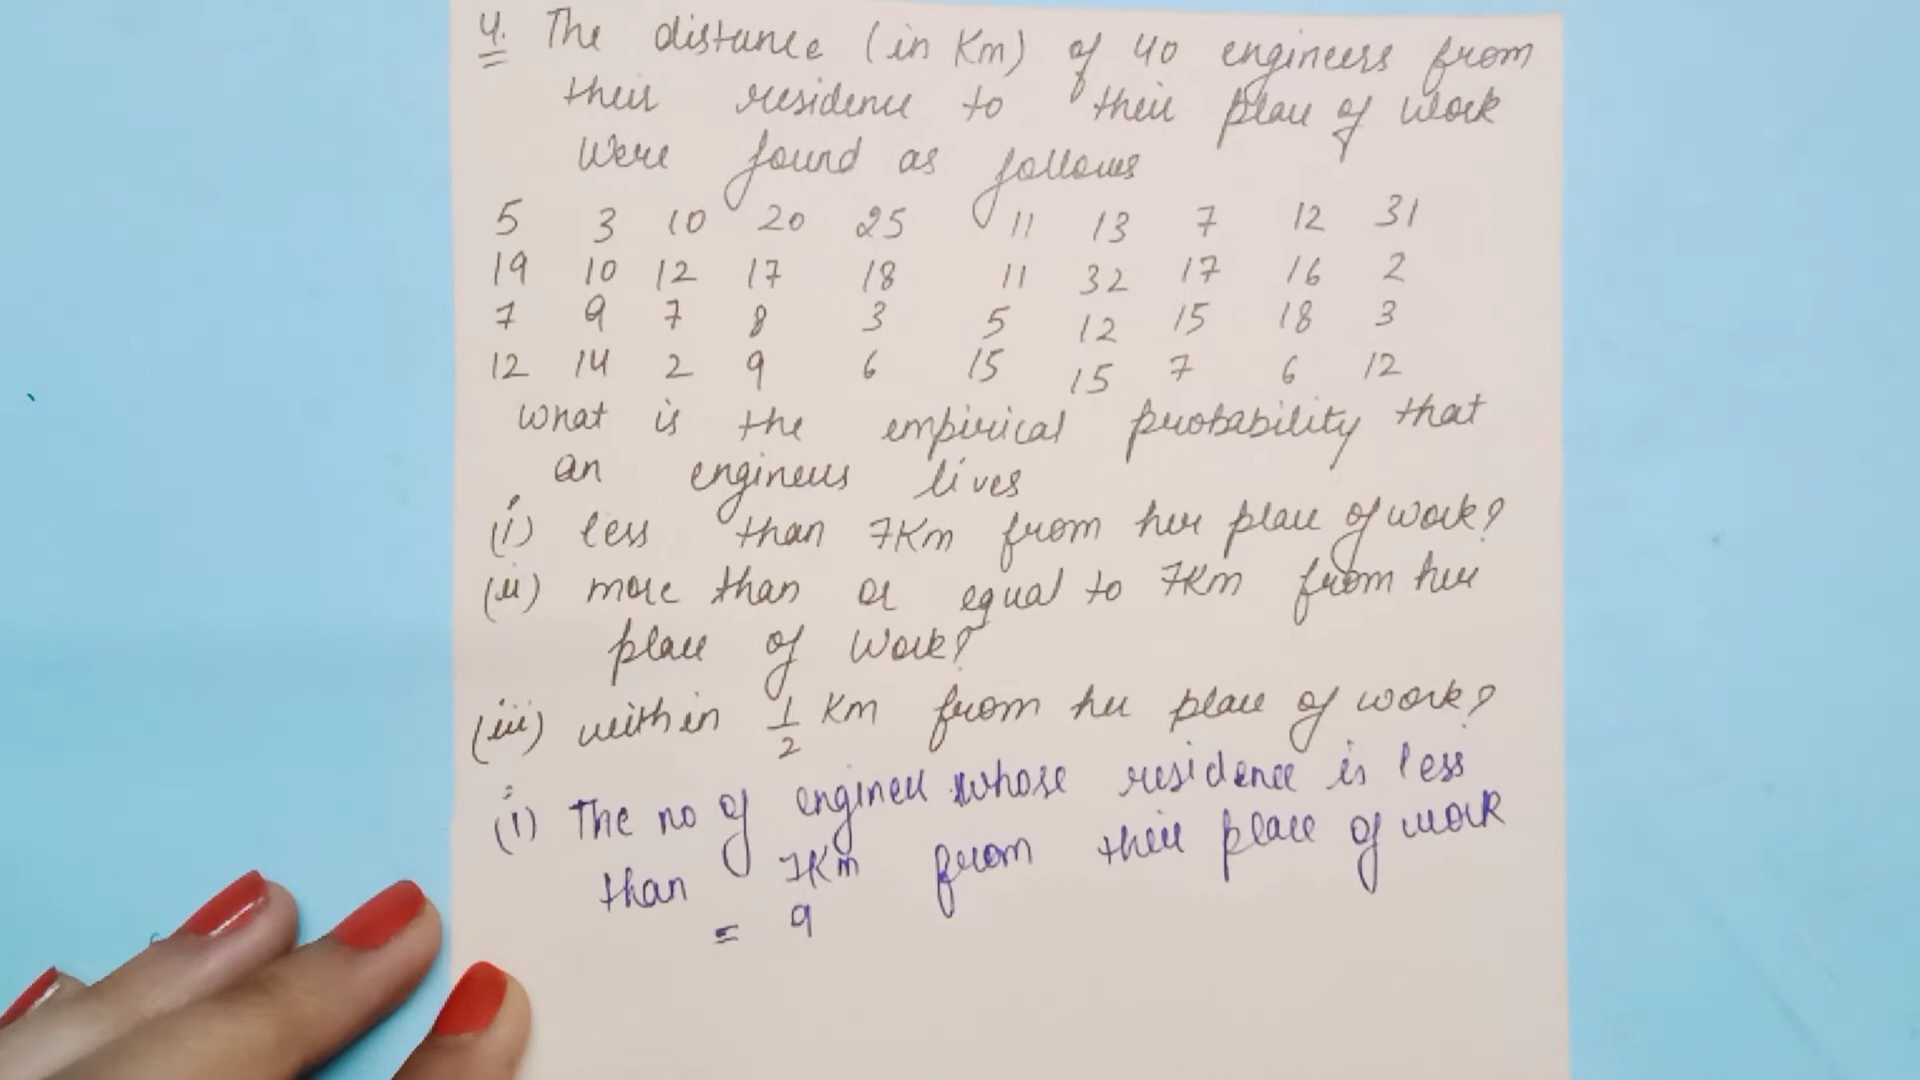 4. The distance (in Km) of 40 engineers from
their residence to their place of work
were found as follows
5 3 10 20 25 11 13 7 12 31
19 10 12 17 18 11 32 17 16 2
7 9 7 8 3 5 12 15 18 3
12 14 2 9 6 15 15 7 6 12
what is the empirical probability that
an engineers lives
(i) less than 7Km from her place of work?
(ii) more than or equal to 7Km from her
place of Work?
(iii) within 1/2 Km from her place of work?
(i) The no of engineer whose residence is less
than 7Km from their place of work
= 9